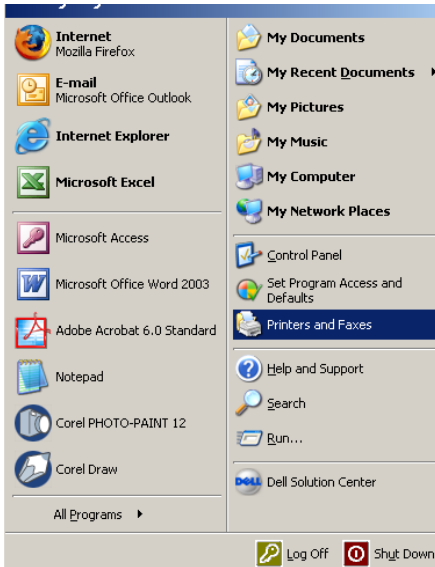 Internet
Mozilla Firefox
E-mail
Microsoft Office Outlook
Internet Explorer
Microsoft Excel
Microsoft Access
Microsoft Office Word 2003
Adobe Acrobat 6.0 Standard
Notepad
Corel PHOTO-PAINT 12
Corel Draw
All Programs
My Documents
My Recent Documents
My Pictures
My Music
My Computer
My Network Places
Control Panel
Set Program Access and
Defaults
Printers and Faxes
Help and Support
Search
Run...
DELL Dell Solution Center
Log Off
Shut Down